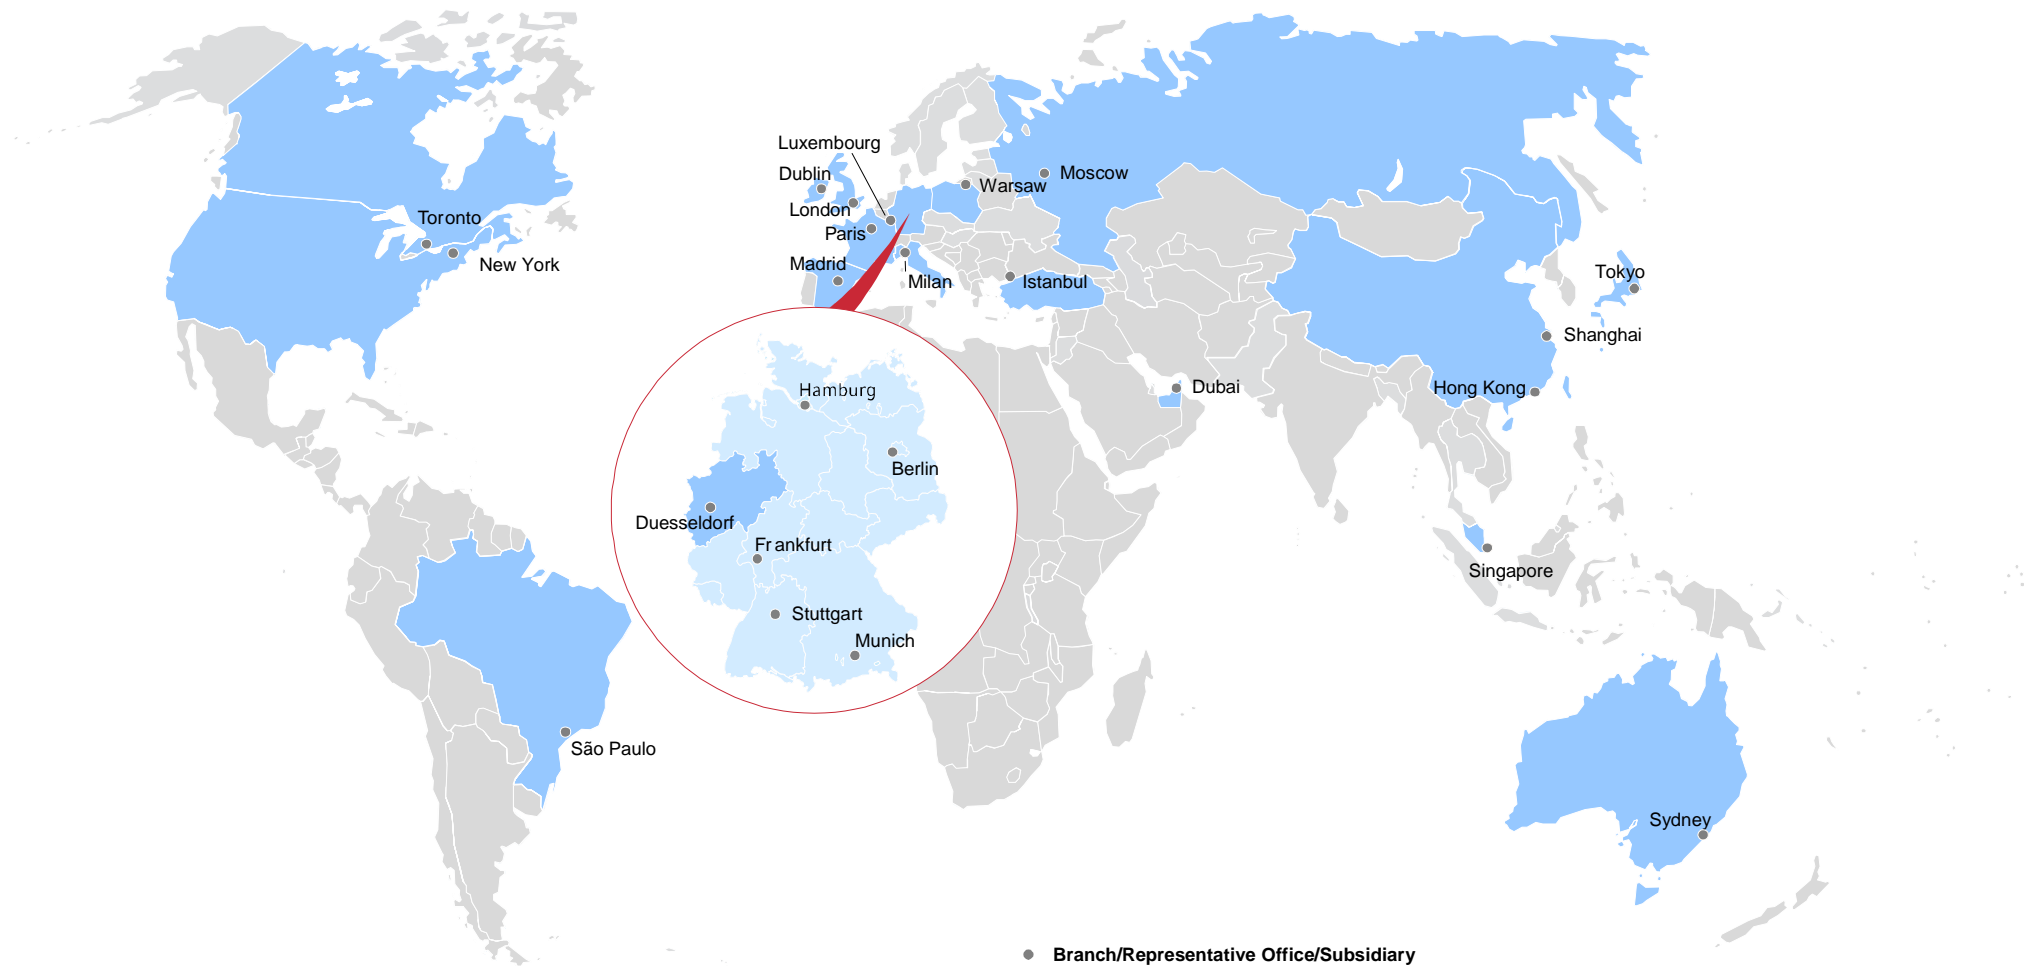 Luxembourg
Dublin
Warsaw
Moscow
London
Paris
Toronto
New York
Madrid
Milan
Istanbul
Tokyo
Shanghai
Dubai
Hong Kong
Hamburg
Berlin
Duesseldorf
Frankfurt
Singapore
Stuttgart
Munich
São Paulo
Sydney
Branch/Representative Office/Subsidiary